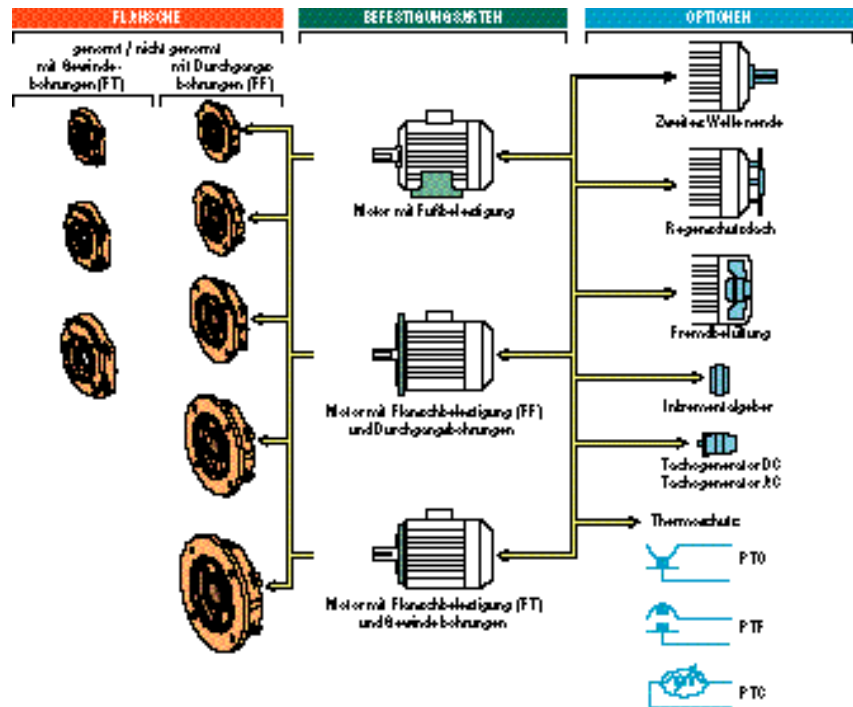 FLANSCHE
BEFESTIGUNGSARTEN
OPTIONEN
genormt / nicht genormt
mit Gewinde-
bohrungen (FT)
mit Durchgangs
bohrungen (FF)
Zweites Wellenende
Motor mit Fußbefestigung
Regenschutzdach
Fremdbelüftung
Inkrementalgeber
Motor mit Flanschbefestigung (FF)
und Durchgangsbohrungen
Tachogenerator DC
Tachogenerator AC
Thermoschutz
PTO
Motor mit Flanschbefestigung (FT)
und Gewindebohrungen
PTF
PTC